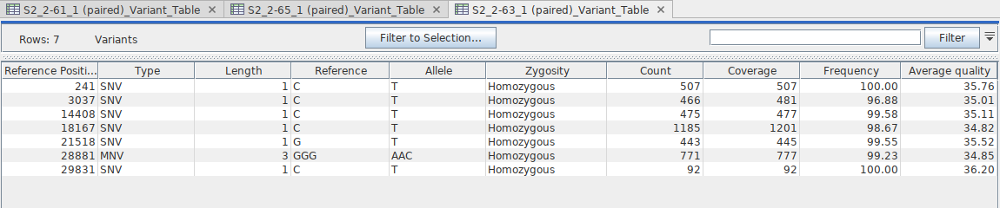 S2_2-61_1 (paired)_Variant_Table S2_2-65_1 (paired)_Variant_Table S2_2-63_1 (paired)_Variant_Table
Rows: 7 Variants Filter to Selection... Filter
Reference Positi... Type Length Reference Allele Zygosity Count Coverage Frequency Average quality
241 SNV 1 C T Homozygous 507 507 100.00 35.76
3037 SNV 1 C T Homozygous 466 481 96.88 35.01
14408 SNV 1 C T Homozygous 475 477 99.58 35.11
18167 SNV 1 C T Homozygous 1185 1201 98.67 34.82
21518 SNV 1 G T Homozygous 443 445 99.55 35.52
28881 MNV 3 GGG AAC Homozygous 771 777 99.23 34.85
29831 SNV 1 C T Homozygous 92 92 100.00 36.20